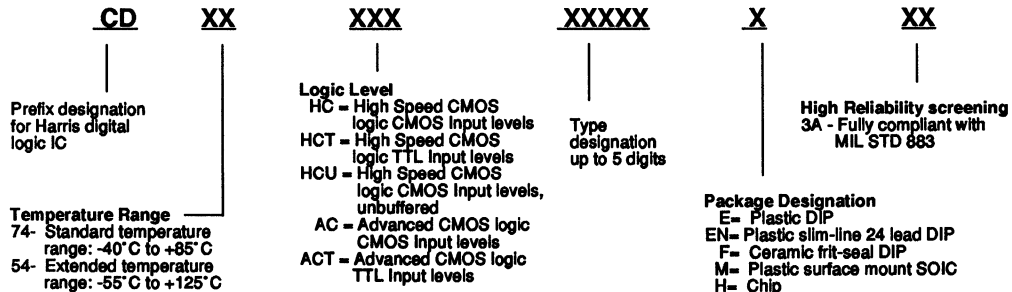 CD XX XXX XXXXX X XX
Prefix designation
for Harris digital
logic IC
Temperature Range
74- Standard temperature
range: -40°C to +85°C
54- Extended temperature
range: -55°C to +125°C
Logic Level
HC = High Speed CMOS
logic CMOS Input levels
HCT = High Speed CMOS
logic TTL Input levels
HCU = High Speed CMOS
logic CMOS Input levels,
unbuffered
AC = Advanced CMOS logic
CMOS Input levels
ACT = Advanced CMOS logic
TTL Input levels
Type
designation
up to 5 digits
High Reliability screening
3A - Fully compliant with
MIL STD 883
Package Designation
E= Plastic DIP
EN= Plastic slim-line 24 lead DIP
F= Ceramic frit-seal DIP
M= Plastic surface mount SOIC
H= Chip